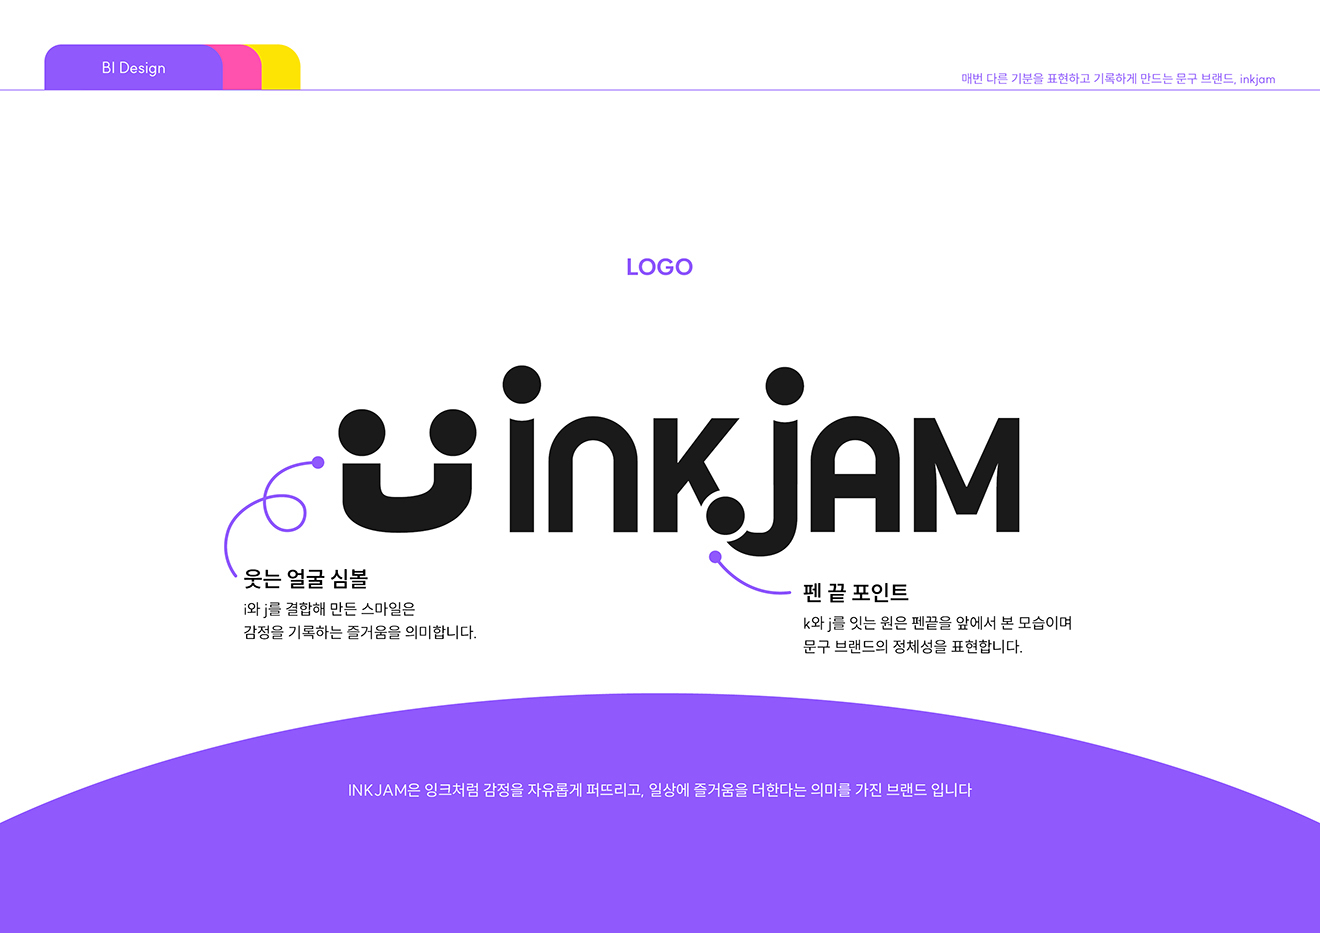 BI Design
매번 다른 기분을 표현하고 기록하게 만드는 문구 브랜드, inkjam
LOGO
iNKjAM
웃는 얼굴 심볼
i와 j를 결합해 만든 스마일은
감정을 기록하는 즐거움을 의미합니다.
펜 끝 포인트
k와 j를 잇는 원은 펜끝을 앞에서 본 모습이며
문구 브랜드의 정체성을 표현합니다.
INKJAM은 잉크처럼 감정을 자유롭게 퍼뜨리고, 일상에 즐거움을 더한다는 의미를 가진 브랜드 입니다